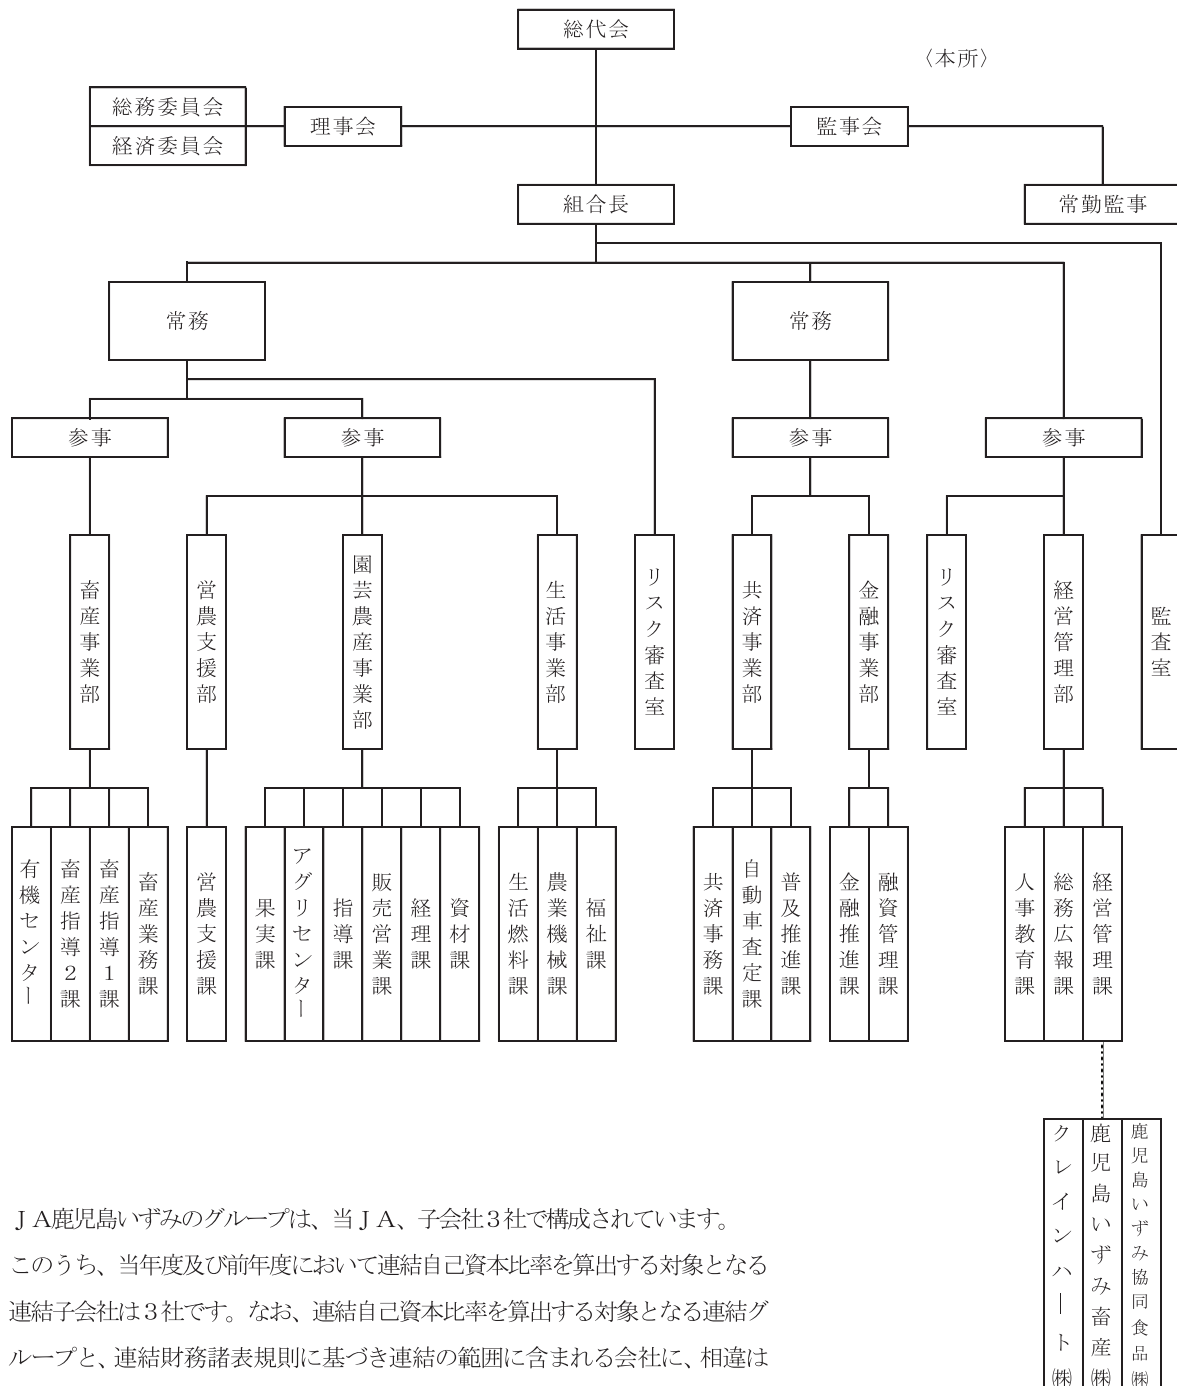 総代会
〈本所〉
総務委員会
経済委員会
理事会
監事会
組合長
常勤監事
常務
常務
参事
参事
参事
参事
畜産事業部
営農支援部
園芸農産事業部
生活事業部
リスク審査室
共済事業部
金融事業部
リスク審査室
経営管理部
監査室
有機センター
畜産指導2課
畜産指導1課
畜産業務課
営農支援課
果実課
アグリセンター
指導課
販売営業課
経理課
資材課
生活燃料課
農業機械課
福祉課
共済事務課
自動車査定課
普及推進課
金融推進課
融資管理課
人事教育課
総務広報課
経営管理課
クレインハート㈱
鹿児島いずみ畜産㈱
鹿児島いずみ協同食品㈱
ＪＡ鹿児島いずみのグループは、当ＪＡ、子会社3社で構成されています。
このうち、当年度及び前年度において連結自己資本比率を算出する対象となる
連結子会社は3社です。なお、連結自己資本比率を算出する対象となる連結グ
ループと、連結財務諸表規則に基づき連結の範囲に含まれる会社に、相違は